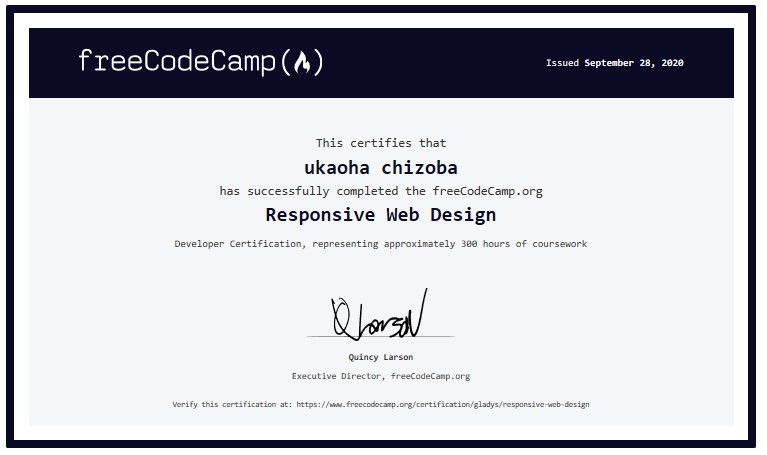 freeCodeCamp
Issued September 28, 2020
This certifies that
ukaoha chizoba
has successfully completed the freeCodeCamp.org
Responsive Web Design
Developer Certification, representing approximately 300 hours of coursework
Q Larson
Quincy Larson
Executive Director, freeCodeCamp.org
Verify this certification at: https://www.freecodecamp.org/certification/gladys/responsive-web-design